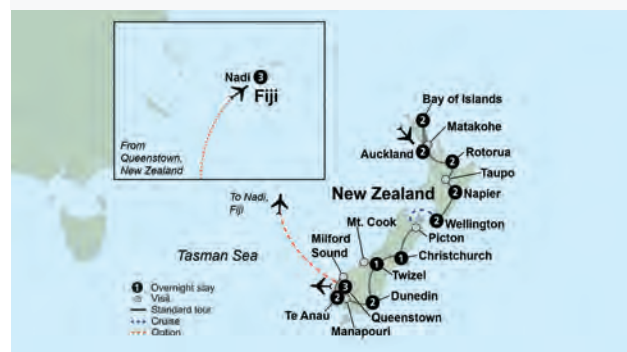 Nadi 3
Fiji
From
Queenstown,
New Zealand
Bay of Islands
2
Matakohe
Auckland 2
2 Rotorua
Taupo
New Zealand
2 Napier
To Nadi,
Fiji
Mt. Cook
2 Wellington
Picton
Milford
Sound
Tasman Sea
1 Christchurch
1 Twizel
3
2
2
Dunedin
Te Anau
Queenstown
Manapouri
1 Overnight stay
Visit
Standard tour
Cruise
Option